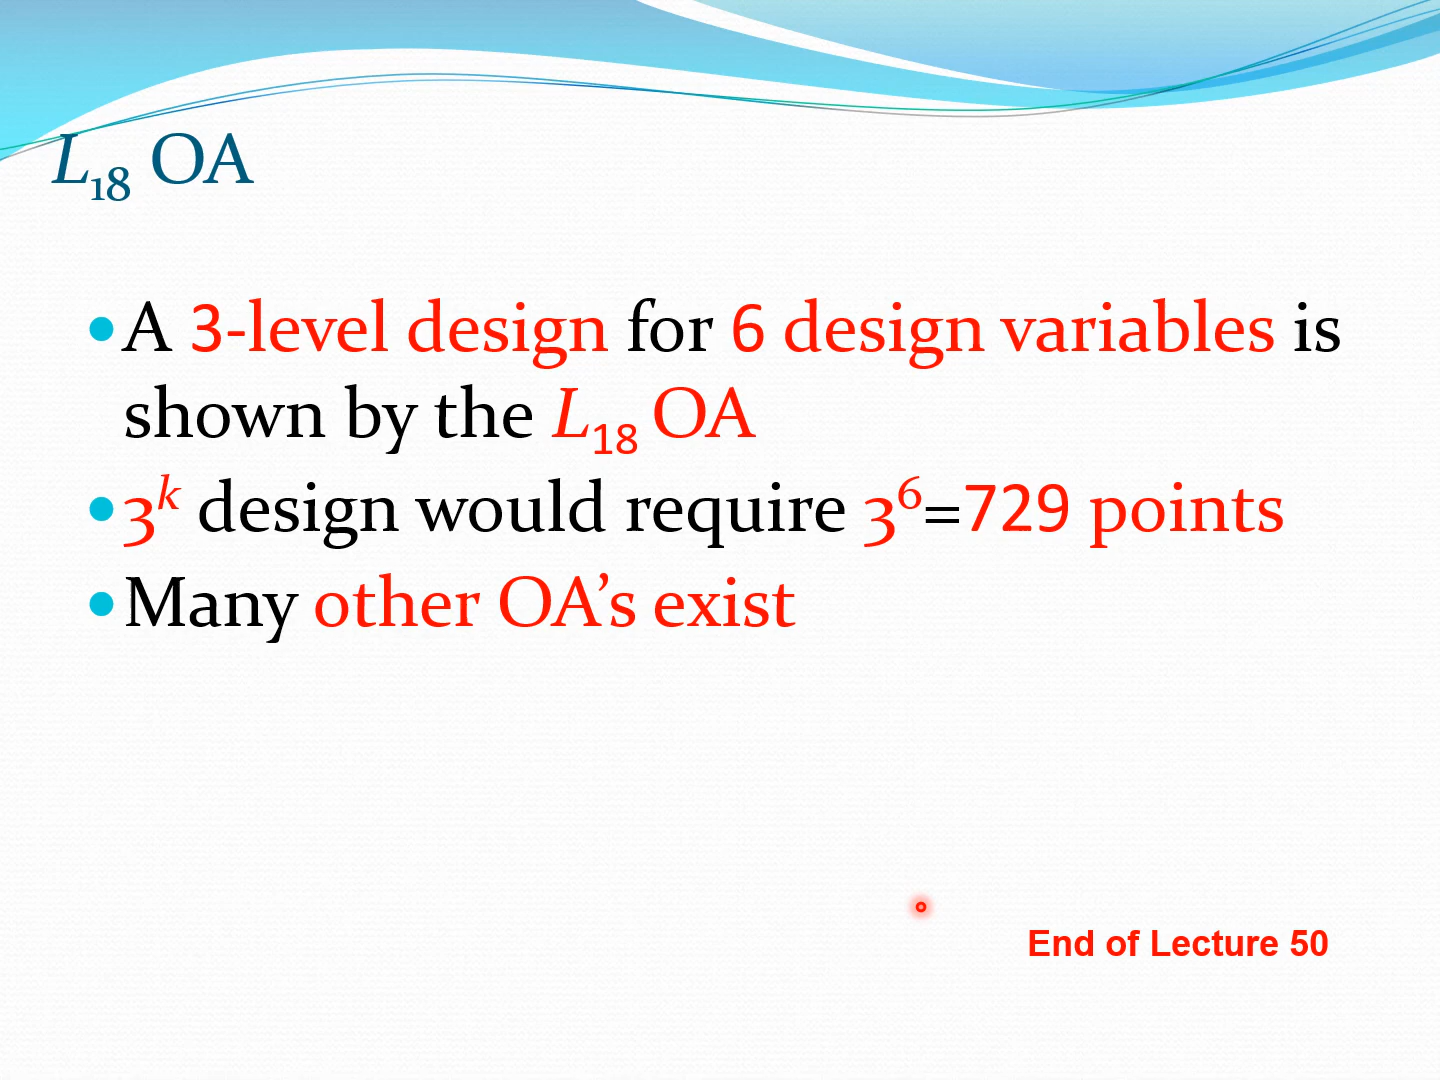 L₁₈ OA
•A 3-level design for 6 design variables is
shown by the L₁₈ OA
•3ᵏ design would require 3⁶=729 points
•Many other OA’s exist
End of Lecture 50